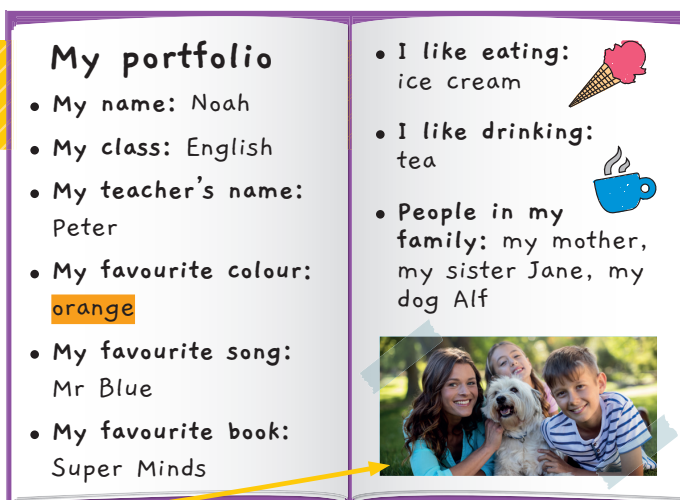 My portfolio
• My name: Noah
• My class: English
• My teacher's name:
Peter
• My favourite colour:
orange
• My favourite song:
Mr Blue
• My favourite book:
Super Minds
• I like eating:
ice cream
• I like drinking:
tea
• People in my
family: my mother,
my sister Jane, my
dog Alf